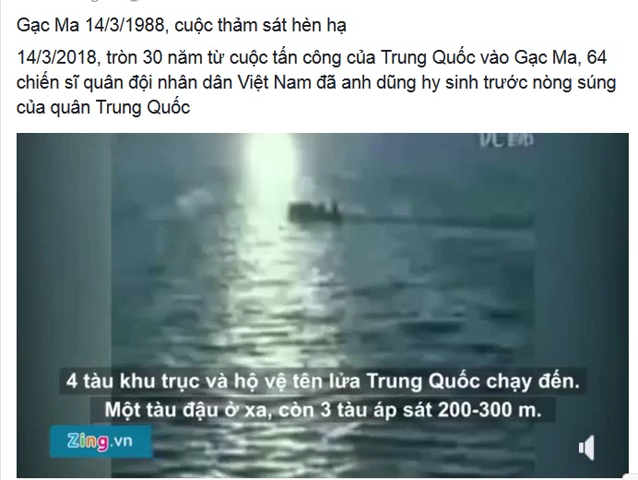 Gạc Ma 14/3/1988, cuộc thảm sát hèn hạ
14/3/2018, tròn 30 năm từ cuộc tấn công của Trung Quốc vào Gạc Ma, 64
chiến sĩ quân đội nhân dân Việt Nam đã anh dũng hy sinh trước nòng súng
của quân Trung Quốc
4 tàu khu trục và hộ vệ tên lửa Trung Quốc chạy đến.
Một tàu đậu ở xa, còn 3 tàu áp sát 200-300 m.
Zing.vn